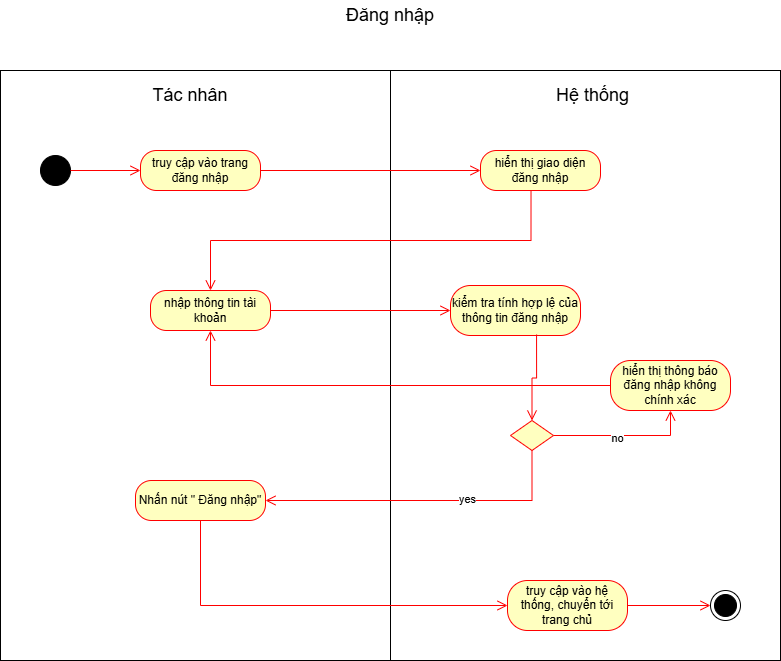 Đăng nhập
Tác nhân
Hệ thống
truy cập vào trang
đăng nhập
hiển thị giao diện
đăng nhập
nhập thông tin tài
khoản
kiểm tra tính hợp lệ của
thông tin đăng nhập
hiển thị thông báo
đăng nhập không
chính xác
no
Nhấn nút " Đăng nhập"
yes
truy cập vào hệ
thống, chuyển tới
trang chủ